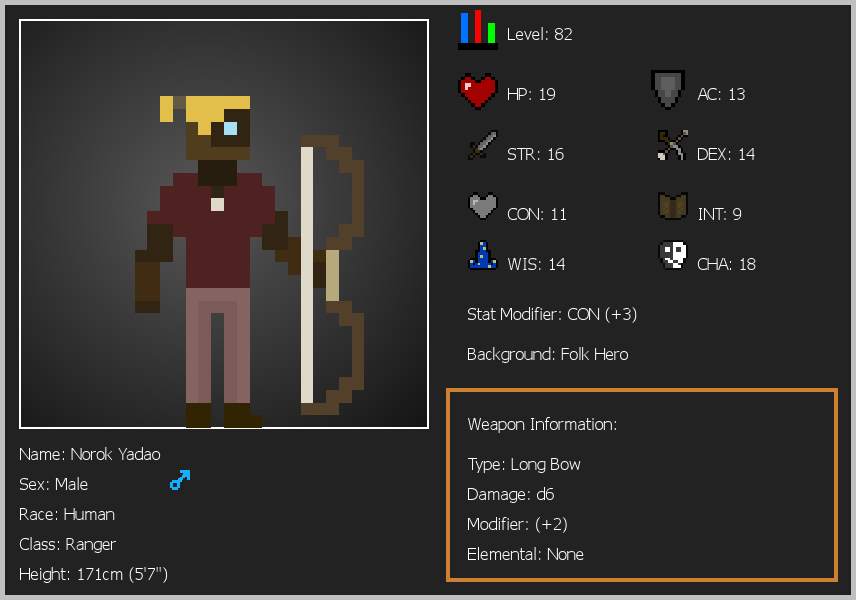 Level: 82
HP: 19
AC: 13
STR: 16
DEX: 14
CON: 11
INT: 9
WIS: 14
CHA: 18
Stat Modifier: CON (+3)
Background: Folk Hero
Weapon Information:
Type: Long Bow
Damage: d6
Modifier: (+2)
Elemental: None
Name: Norok Yadao
Sex: Male
Race: Human
Class: Ranger
Height: 171cm (5'7")